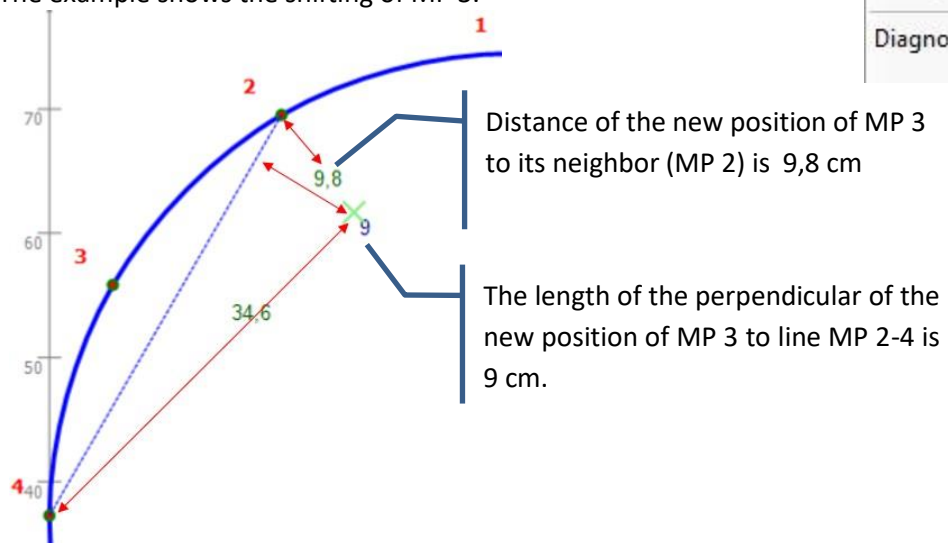 The example shows the shifting of MP 3.
Diagno
1
2
70
Distance of the new position of MP 3
to its neighbor (MP 2) is 9,8 cm
9,8
9
60
3
The length of the perpendicular of the
new position of MP 3 to line MP 2-4 is
9 cm.
34,6
50
4
40